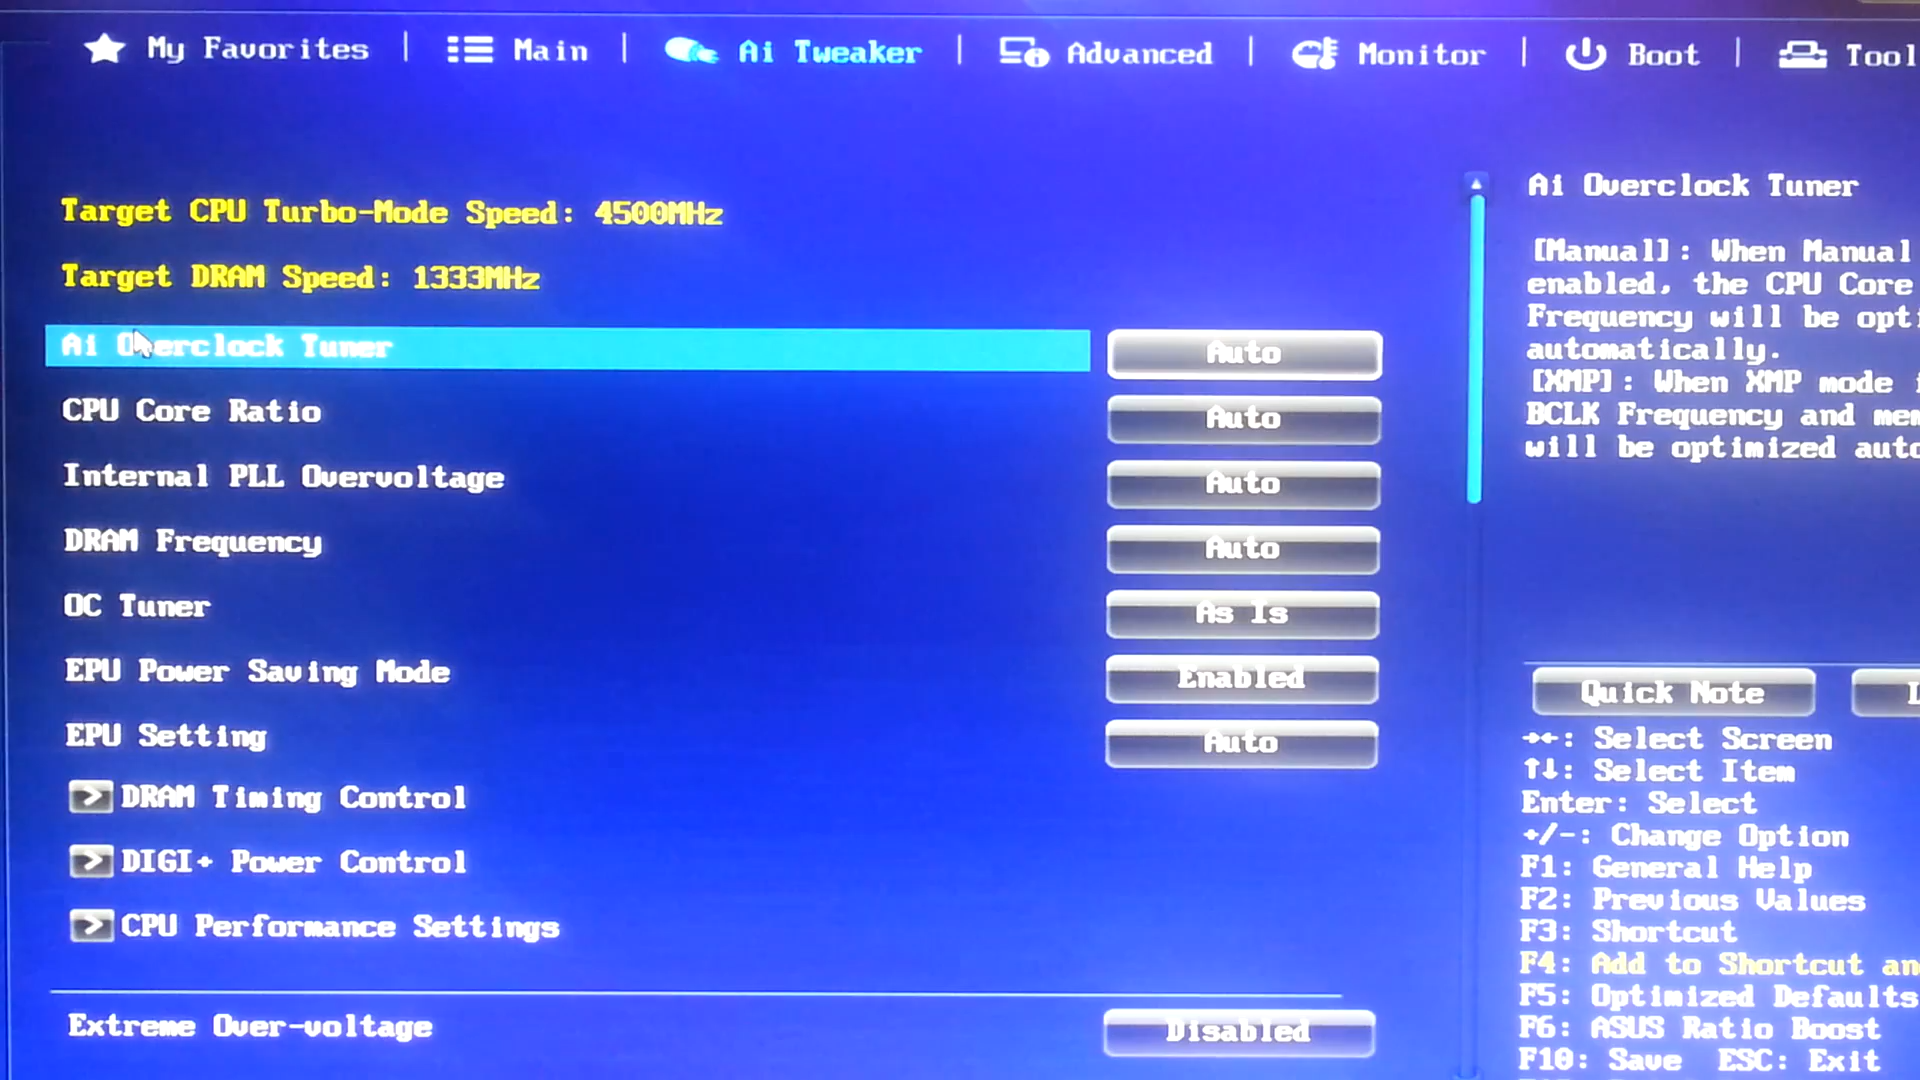 My Favorites | Main | Ai Tweaker | Advanced | Monitor | Boot | Tool
Target CPU Turbo-Mode Speed: 4500MHz
Target DRAM Speed: 1333MHz
Ai Overclock Tuner
Auto
CPU Core Ratio
Auto
Internal PLL Overvoltage
Auto
DRAM Frequency
Auto
OC Tuner
As Is
EPU Power Saving Mode
Enabled
EPU Setting
Auto
> DRAM Timing Control
> DIGI+ Power Control
> CPU Performance Settings
Extreme Over-voltage
Disabled
Ai Overclock Tuner
[Manual]: When Manual
enabled, the CPU Core
Frequency will be
automatically.
[XMP]: When XMP mode
BCLK Frequency and
will be optimized
Quick Note
→←: Select Screen
↑↓: Select Item
Enter: Select
+/-: Change Option
F1: General Help
F2: Previous Values
F3: Shortcut
F4: Add to Shortcut
F5: Optimized Defaults
F6: ASUS Ratio Boost
F10: Save ESC: Exit